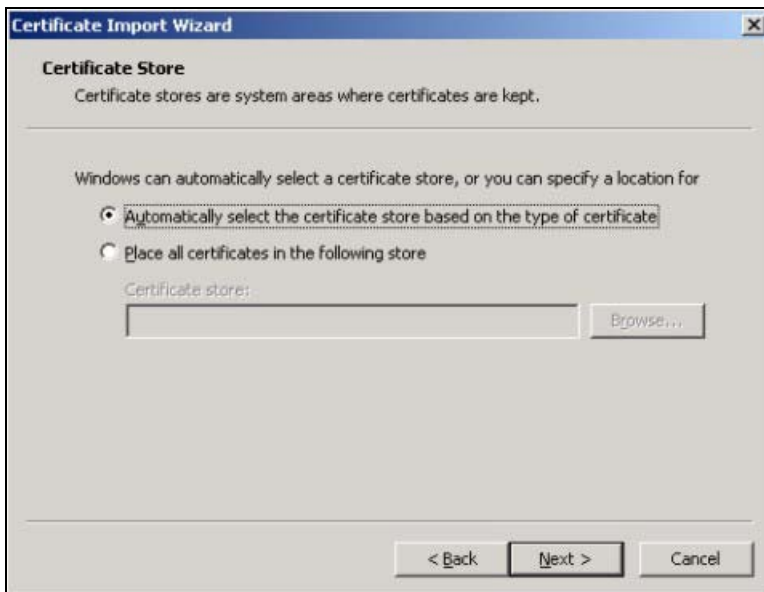 Certificate Import Wizard
Certificate Store
Certificate stores are system areas where certificates are kept.
Windows can automatically select a certificate store, or you can specify a location for
Automatically select the certificate store based on the type of certificate
Place all certificates in the following store
Certificate store:
Browse...
< Back Next > Cancel